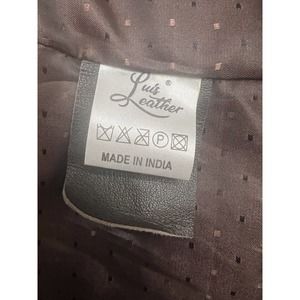 Luis ®
Leather
P
MADE IN INDIA